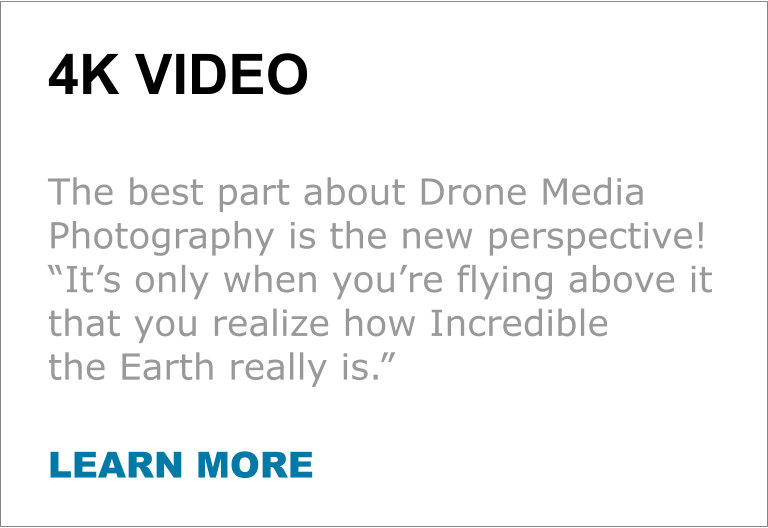 4K VIDEO
The best part about Drone Media
Photography is the new perspective!
“It’s only when you’re flying above it
that you realize how Incredible
the Earth really is.”
LEARN MORE